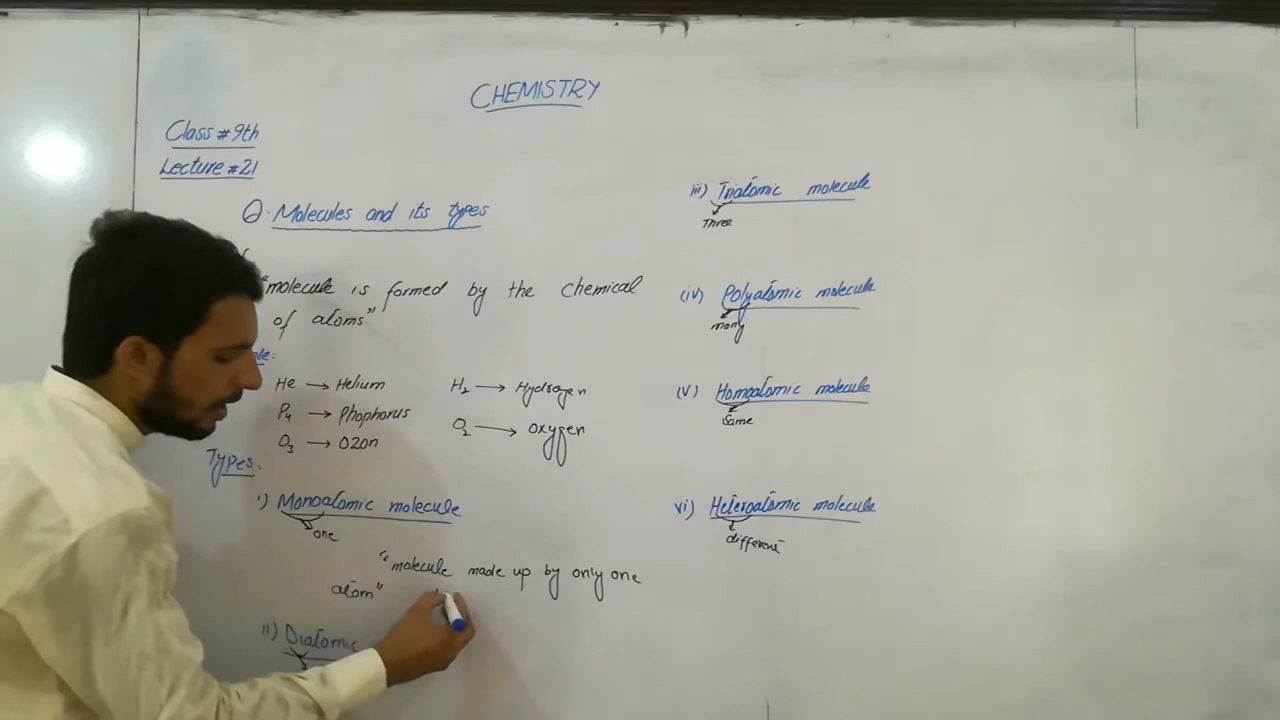 CHEMISTRY
Class # 9th
Lecture # 21
Q. Molecules and its types
"molecule is formed by the chemical
of atoms"
He → Helium
P4 → Phophorus
O3 → Ozon
H2 → Hydrogen
O2 → oxygen
Types.
i) Monoatomic molecule
one
"molecule made up by only one
atom"
ii) Diatomic
iii) Triatomic molecule
Three
(iv) Polyatomic molecule
many
(v) Homoatomic molecule
Same
vi) Heteroatomic molecule
different